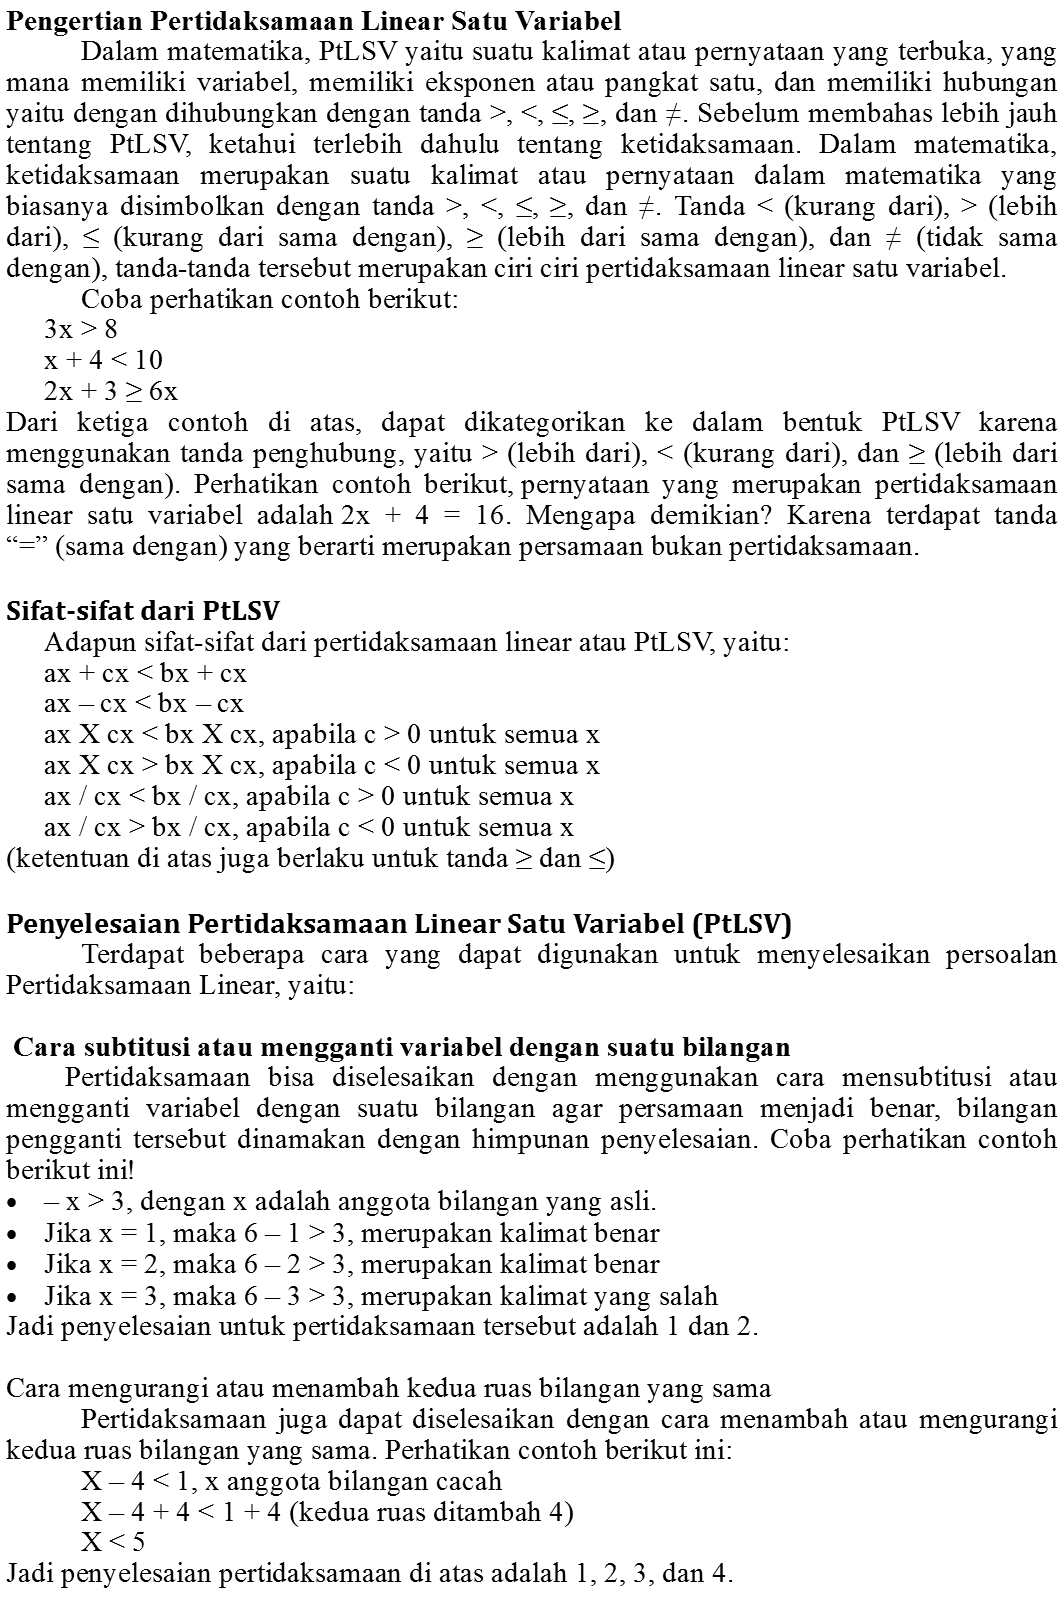 Pengertian Pertidaksamaan Linear Satu Variabel
Dalam matematika, PtLSV yaitu suatu kalimat atau pernyataan yang terbuka, yang
mana memiliki variabel, memiliki eksponen atau pangkat satu, dan memiliki hubungan
yaitu dengan dihubungkan dengan tanda >, <, ≤, ≥, dan ≠. Sebelum membahas lebih jauh
tentang PtLSV, ketahui terlebih dahulu tentang ketidaksamaan. Dalam matematika,
ketidaksamaan merupakan suatu kalimat atau pernyataan dalam matematika yang
biasanya disimbolkan dengan tanda >, <, ≤, ≥, dan ≠. Tanda < (kurang dari), > (lebih
dari), ≤ (kurang dari sama dengan), ≥ (lebih dari sama dengan), dan ≠ (tidak sama
dengan), tanda-tanda tersebut merupakan ciri ciri pertidaksamaan linear satu variabel.
Coba perhatikan contoh berikut:
3x > 8
x + 4 < 10
2x + 3 ≥ 6x
Dari ketiga contoh di atas, dapat dikategorikan ke dalam bentuk PtLSV karena
menggunakan tanda penghubung, yaitu > (lebih dari), < (kurang dari), dan ≥ (lebih dari
sama dengan). Perhatikan contoh berikut, pernyataan yang merupakan pertidaksamaan
linear satu variabel adalah 2x + 4 = 16. Mengapa demikian? Karena terdapat tanda
“=” (sama dengan) yang berarti merupakan persamaan bukan pertidaksamaan.
Sifat-sifat dari PtLSV
Adapun sifat-sifat dari pertidaksamaan linear atau PtLSV, yaitu:
ax + cx < bx + cx
ax – cx < bx – cx
ax X cx < bx X cx, apabila c > 0 untuk semua x
ax X cx > bx X cx, apabila c < 0 untuk semua x
ax / cx < bx / cx, apabila c > 0 untuk semua x
ax / cx > bx / cx, apabila c < 0 untuk semua x
(ketentuan di atas juga berlaku untuk tanda ≥ dan ≤)
Penyelesaian Pertidaksamaan Linear Satu Variabel (PtLSV)
Terdapat beberapa cara yang dapat digunakan untuk menyelesaikan persoalan
Pertidaksamaan Linear, yaitu:
Cara subtitusi atau mengganti variabel dengan suatu bilangan
Pertidaksamaan bisa diselesaikan dengan menggunakan cara mensubtitusi atau
mengganti variabel dengan suatu bilangan agar persamaan menjadi benar, bilangan
pengganti tersebut dinamakan dengan himpunan penyelesaian. Coba perhatikan contoh
berikut ini!
• – x > 3, dengan x adalah anggota bilangan yang asli.
• Jika x = 1, maka 6 – 1 > 3, merupakan kalimat benar
• Jika x = 2, maka 6 – 2 > 3, merupakan kalimat benar
• Jika x = 3, maka 6 – 3 > 3, merupakan kalimat yang salah
Jadi penyelesaian untuk pertidaksamaan tersebut adalah 1 dan 2.
Cara mengurangi atau menambah kedua ruas bilangan yang sama
Pertidaksamaan juga dapat diselesaikan dengan cara menambah atau mengurangi
kedua ruas bilangan yang sama. Perhatikan contoh berikut ini:
X – 4 < 1, x anggota bilangan cacah
X – 4 + 4 < 1 + 4 (kedua ruas ditambah 4)
X < 5
Jadi penyelesaian pertidaksamaan di atas adalah 1, 2, 3, dan 4.